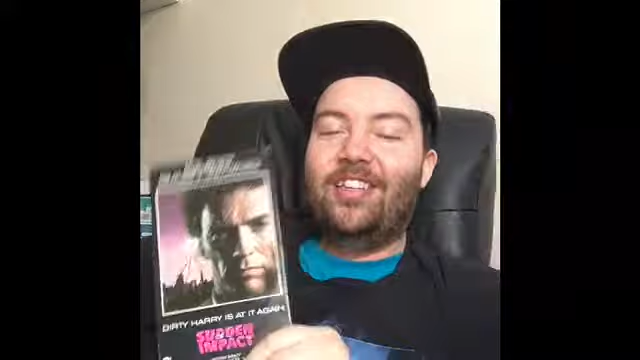 DIRTY HARRY IS AT IT AGAIN
SUDDEN
IMPACT